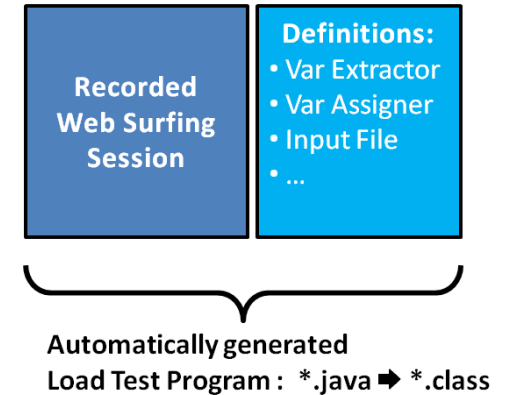 Recorded
Web Surfing
Session
Definitions:
• Var Extractor
• Var Assigner
• Input File
• ...
Automatically generated
Load Test Program : *.java ➨ *.class